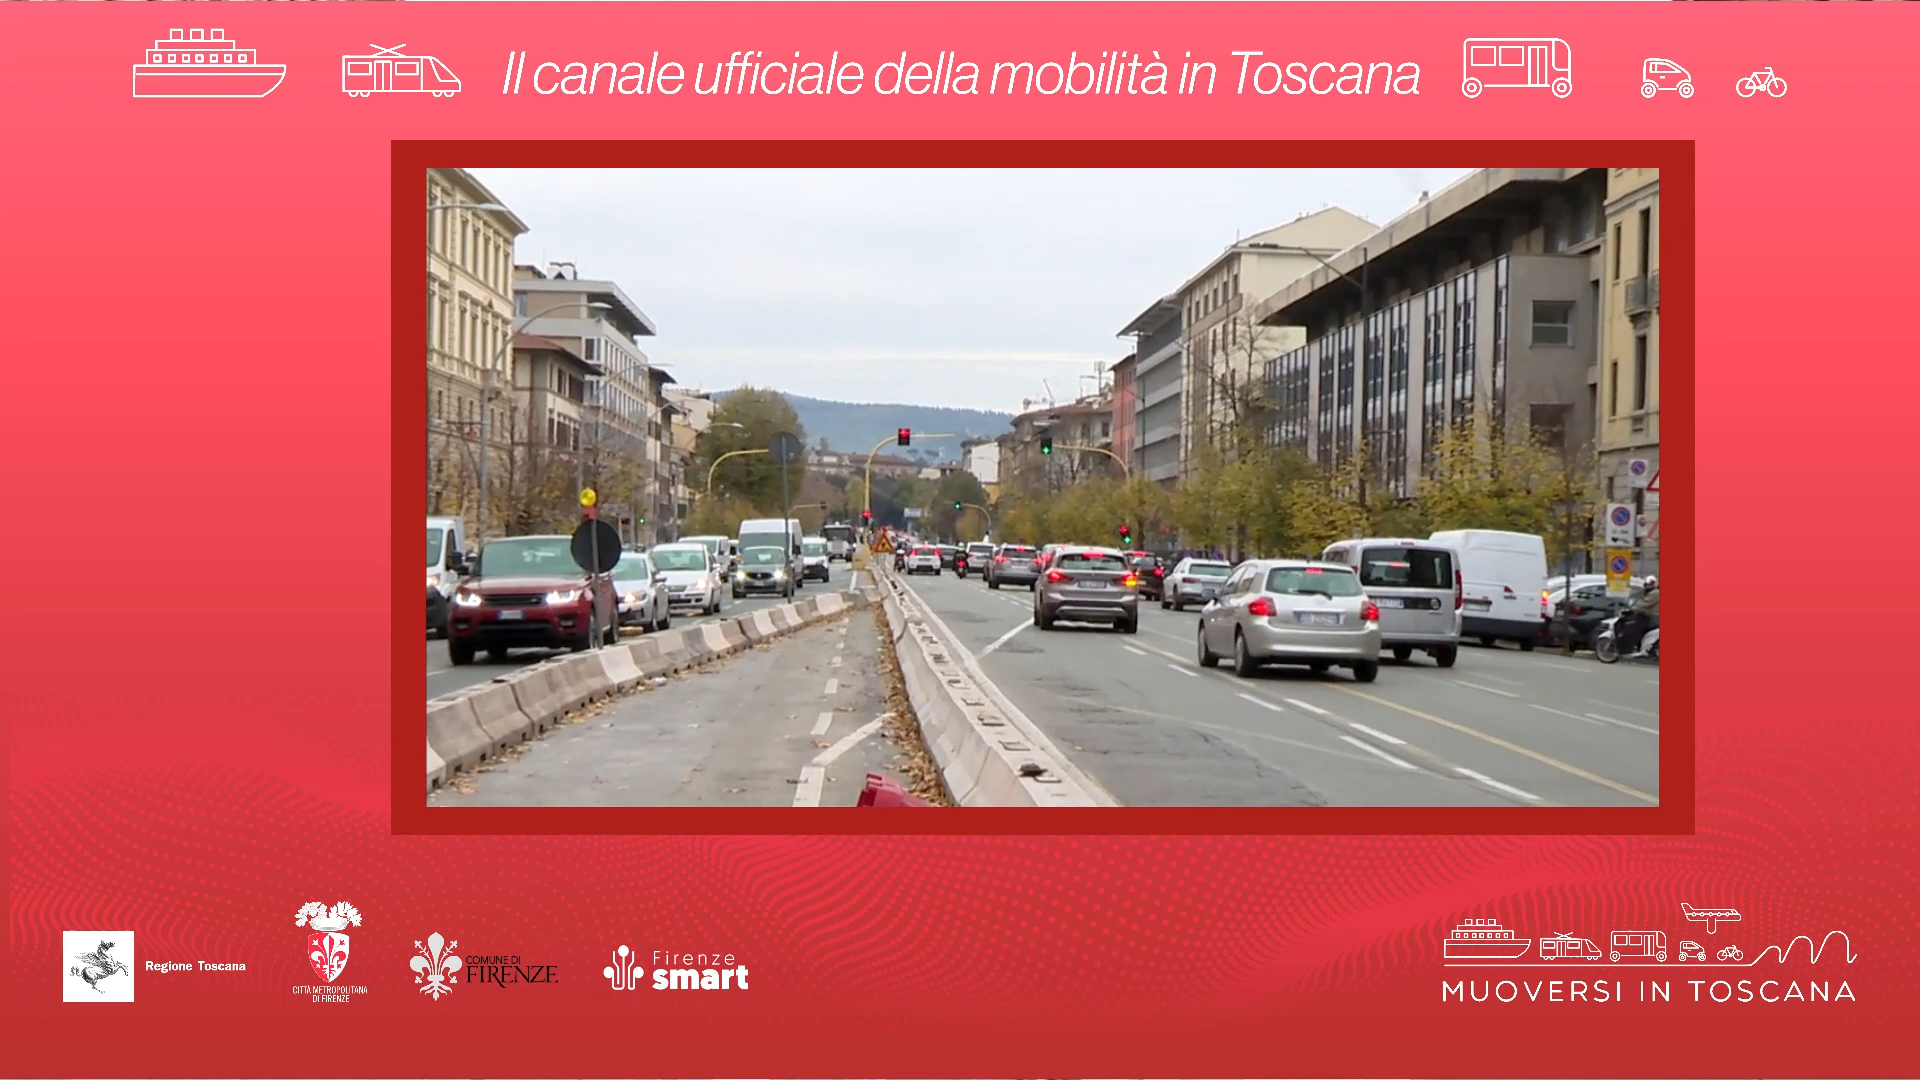 Il canale ufficiale della mobilità in Toscana
Regione Toscana
CITTÀ METROPOLITANA
DI FIRENZE
COMUNE DI
FIRENZE
Firenze
smart
MUOVERSI IN TOSCANA